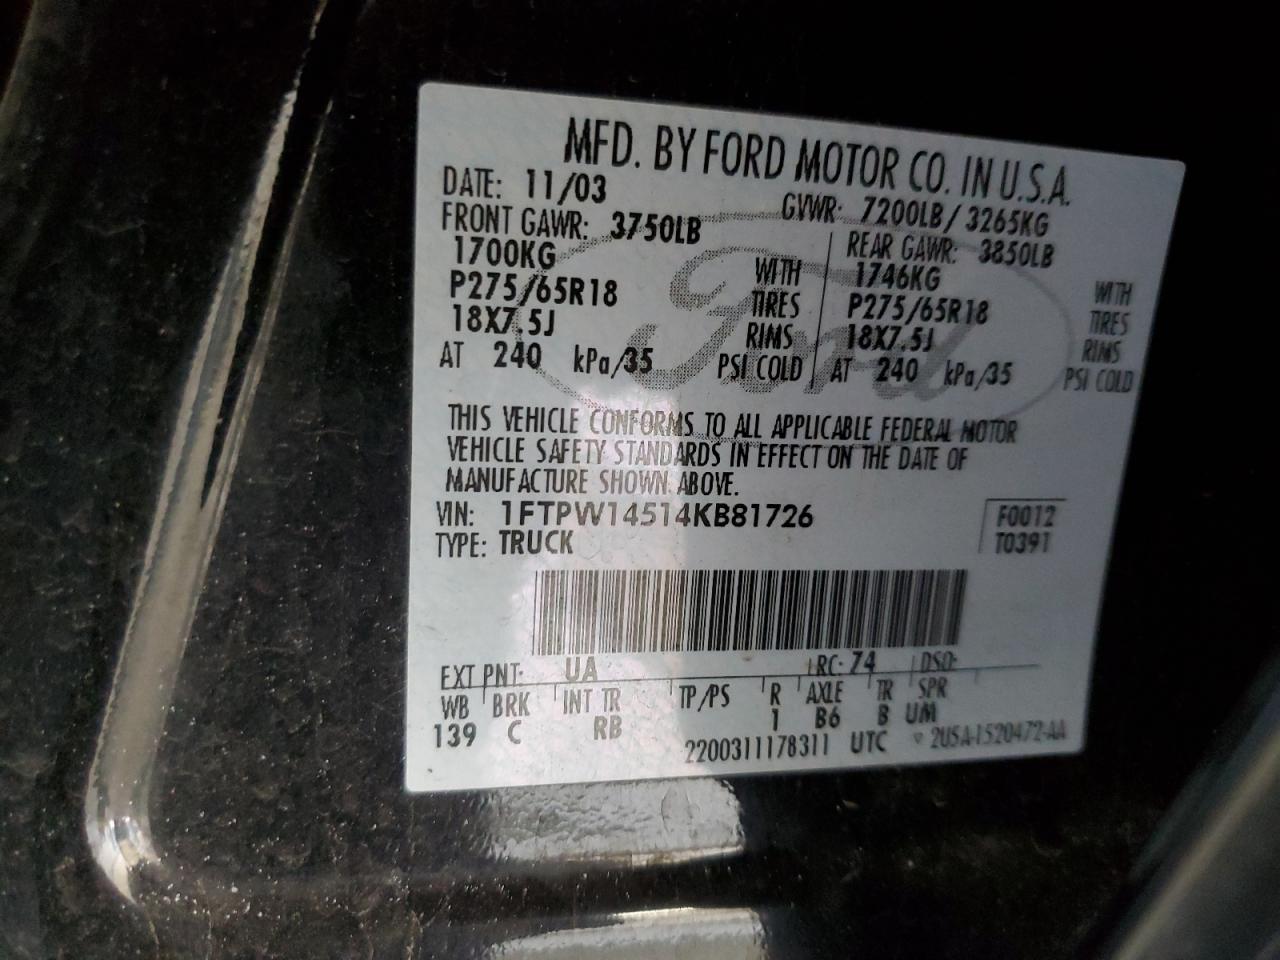 MFD. BY FORD MOTOR CO. IN U.S.A.
DATE: 11/03 GVWR: 7200LB/ 3265KG
FRONT GAWR: 3750LB REAR GAWR: 3850LB
1700KG WITH 1746KG WITH
P275/65R18 TIRES P275/65R18 TIRES
18X7.5J RIMS 18X7.5J RIMS
AT 240 kPa/35 PSI COLD AT 240 kPa/35 PSI COLD
Ford
THIS VEHICLE CONFORMS TO ALL APPLICABLE FEDERAL MOTOR
VEHICLE SAFETY STANDARDS IN EFFECT ON THE DATE OF
MANUFACTURE SHOWN ABOVE.
VIN: 1FTPW14514KB81726 F0012
TYPE: TRUCK T0391
EXT PNT: UA RC: 74 DSO:
WB BRK INT TR TP/PS R AXLE TR SPR
139 C RB 1 B6 B UM
2200311178311 UTC 2U5A-1520472-AA